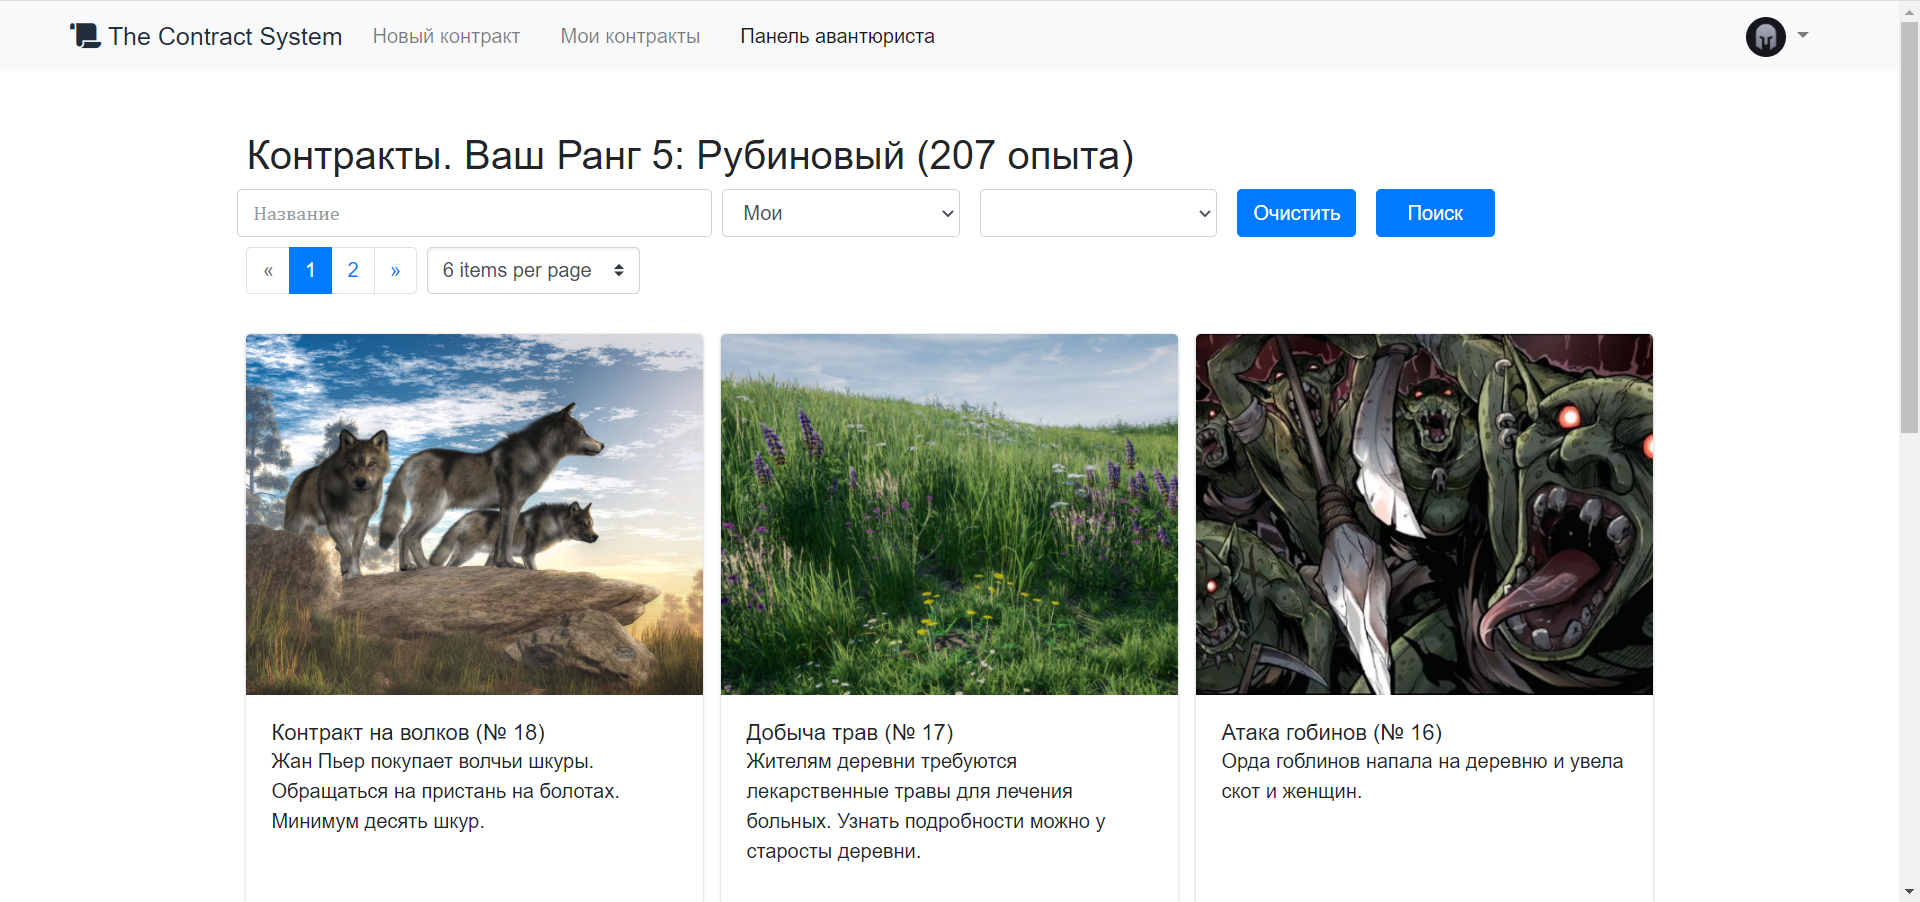 The Contract System Новый контракт Мои контракты Панель авантюриста
Контракты. Ваш Ранг 5: Рубиновый (207 опыта)
Название Мои Очистить Поиск
« 1 2 » 6 items per page
Контракт на волков (№ 18)
Жан Пьер покупает волчьи шкуры.
Обращаться на пристань на болотах.
Минимум десять шкур.
Добыча трав (№ 17)
Жителям деревни требуются
лекарственные травы для лечения
больных. Узнать подробности можно у
старосты деревни.
Атака гобинов (№ 16)
Орда гоблинов напала на деревню и увела
скот и женщин.